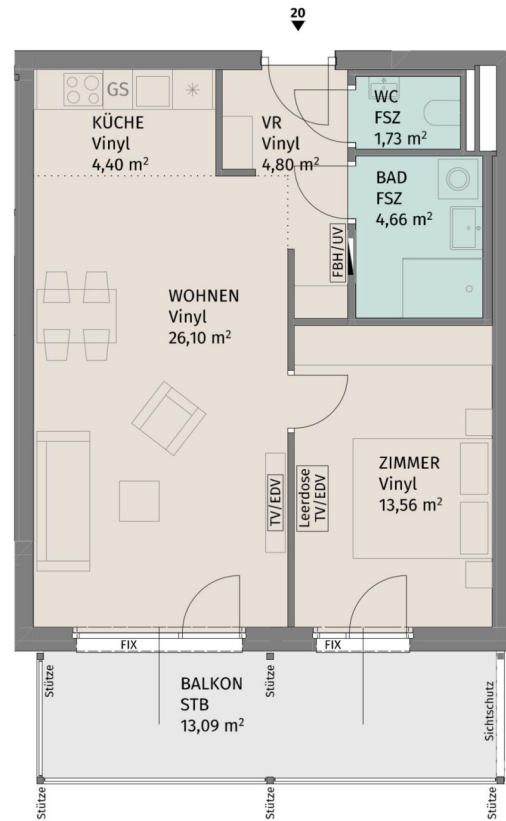 20
GS
KÜCHE
Vinyl
4,40 m²
VR
Vinyl
4,80 m²
WC
FSZ
1,73 m²
BAD
FSZ
4,66 m²
FBH/UV
WOHNEN
Vinyl
26,10 m²
TV/EDV
Leerdose
TV/EDV
ZIMMER
Vinyl
13,56 m²
FIX
FIX
Stütze
Stütze
Sichtschutz
BALKON
STB
13,09 m²
Stütze
Stütze
Stütze